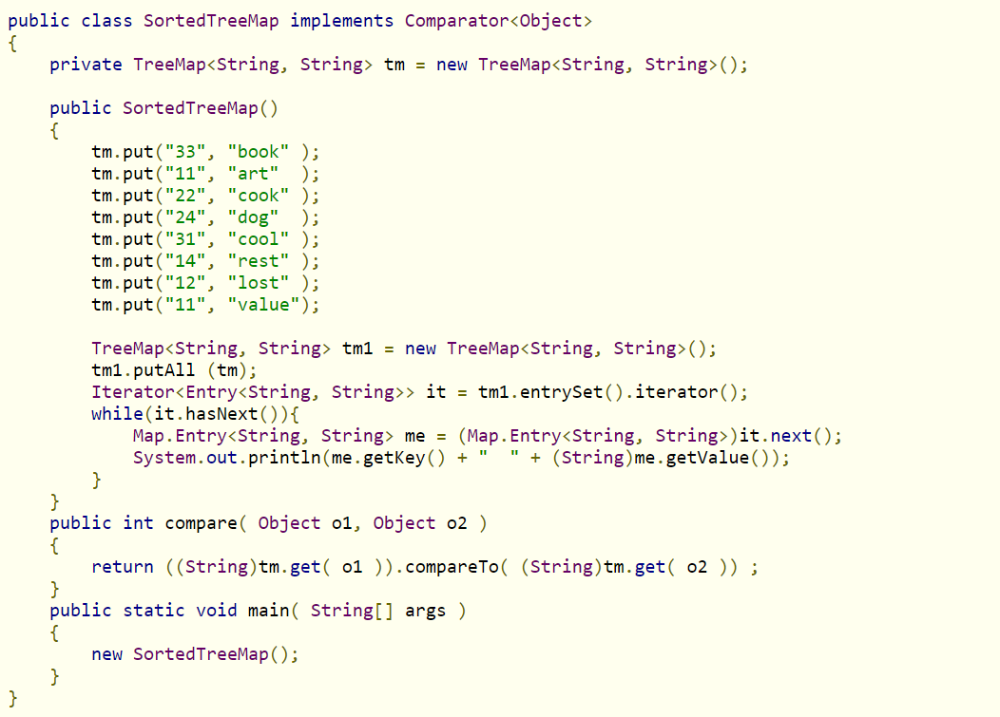 public class SortedTreeMap implements Comparator<Object>
{
    private TreeMap<String, String> tm = new TreeMap<String, String>();

    public SortedTreeMap()
    {
        tm.put("33", "book" );
        tm.put("11", "art"  );
        tm.put("22", "cook" );
        tm.put("24", "dog"  );
        tm.put("31", "cool" );
        tm.put("14", "rest" );
        tm.put("12", "lost" );
        tm.put("11", "value");

        TreeMap<String, String> tm1 = new TreeMap<String, String>();
        tm1.putAll (tm);
        Iterator<Entry<String, String>> it = tm1.entrySet().iterator();
        while(it.hasNext()){
            Map.Entry<String, String> me = (Map.Entry<String, String>)it.next();
            System.out.println(me.getKey() + "  " + (String)me.getValue());
        }
    }
    public int compare( Object o1, Object o2 )
    {
        return ((String)tm.get( o1 )).compareTo( (String)tm.get( o2 )) ;
    }
    public static void main( String[] args )
    {
        new SortedTreeMap();
    }
}